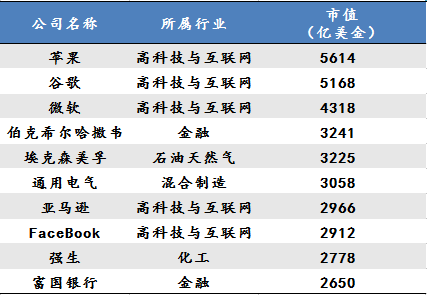 公司名称 所属行业 市值
（亿美金）
苹果 高科技与互联网 5614
谷歌 高科技与互联网 5168
微软 高科技与互联网 4318
伯克希尔哈撒韦 金融 3241
埃克森美孚 石油天然气 3225
通用电气 混合制造 3058
亚马逊 高科技与互联网 2966
FaceBook 高科技与互联网 2912
强生 化工 2778
富国银行 金融 2650